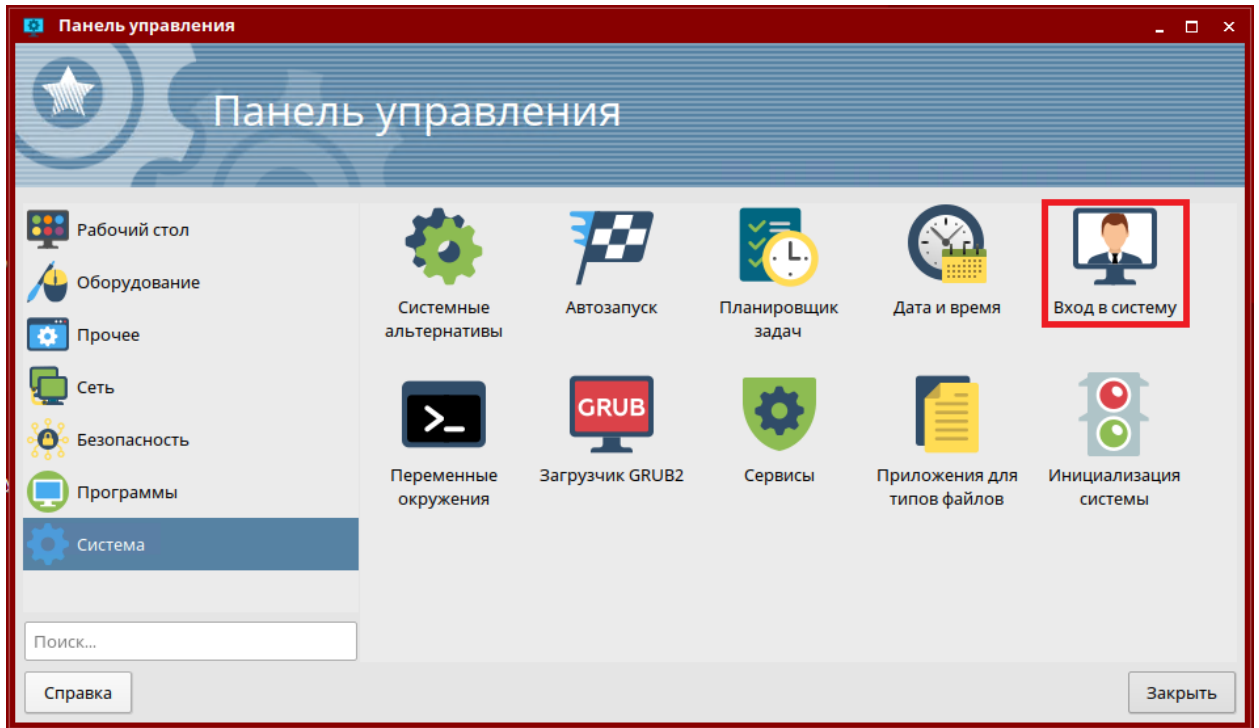 Панель управления
Панель управления
Рабочий стол
Оборудование
Прочее
Сеть
Безопасность
Программы
Система
Поиск...
Справка
Системные
альтернативы
Автозапуск
Планировщик
задач
Дата и время
Вход в систему
Переменные
окружения
GRUB
Загрузчик GRUB2
Сервисы
Приложения для
типов файлов
Инициализация
системы
Закрыть